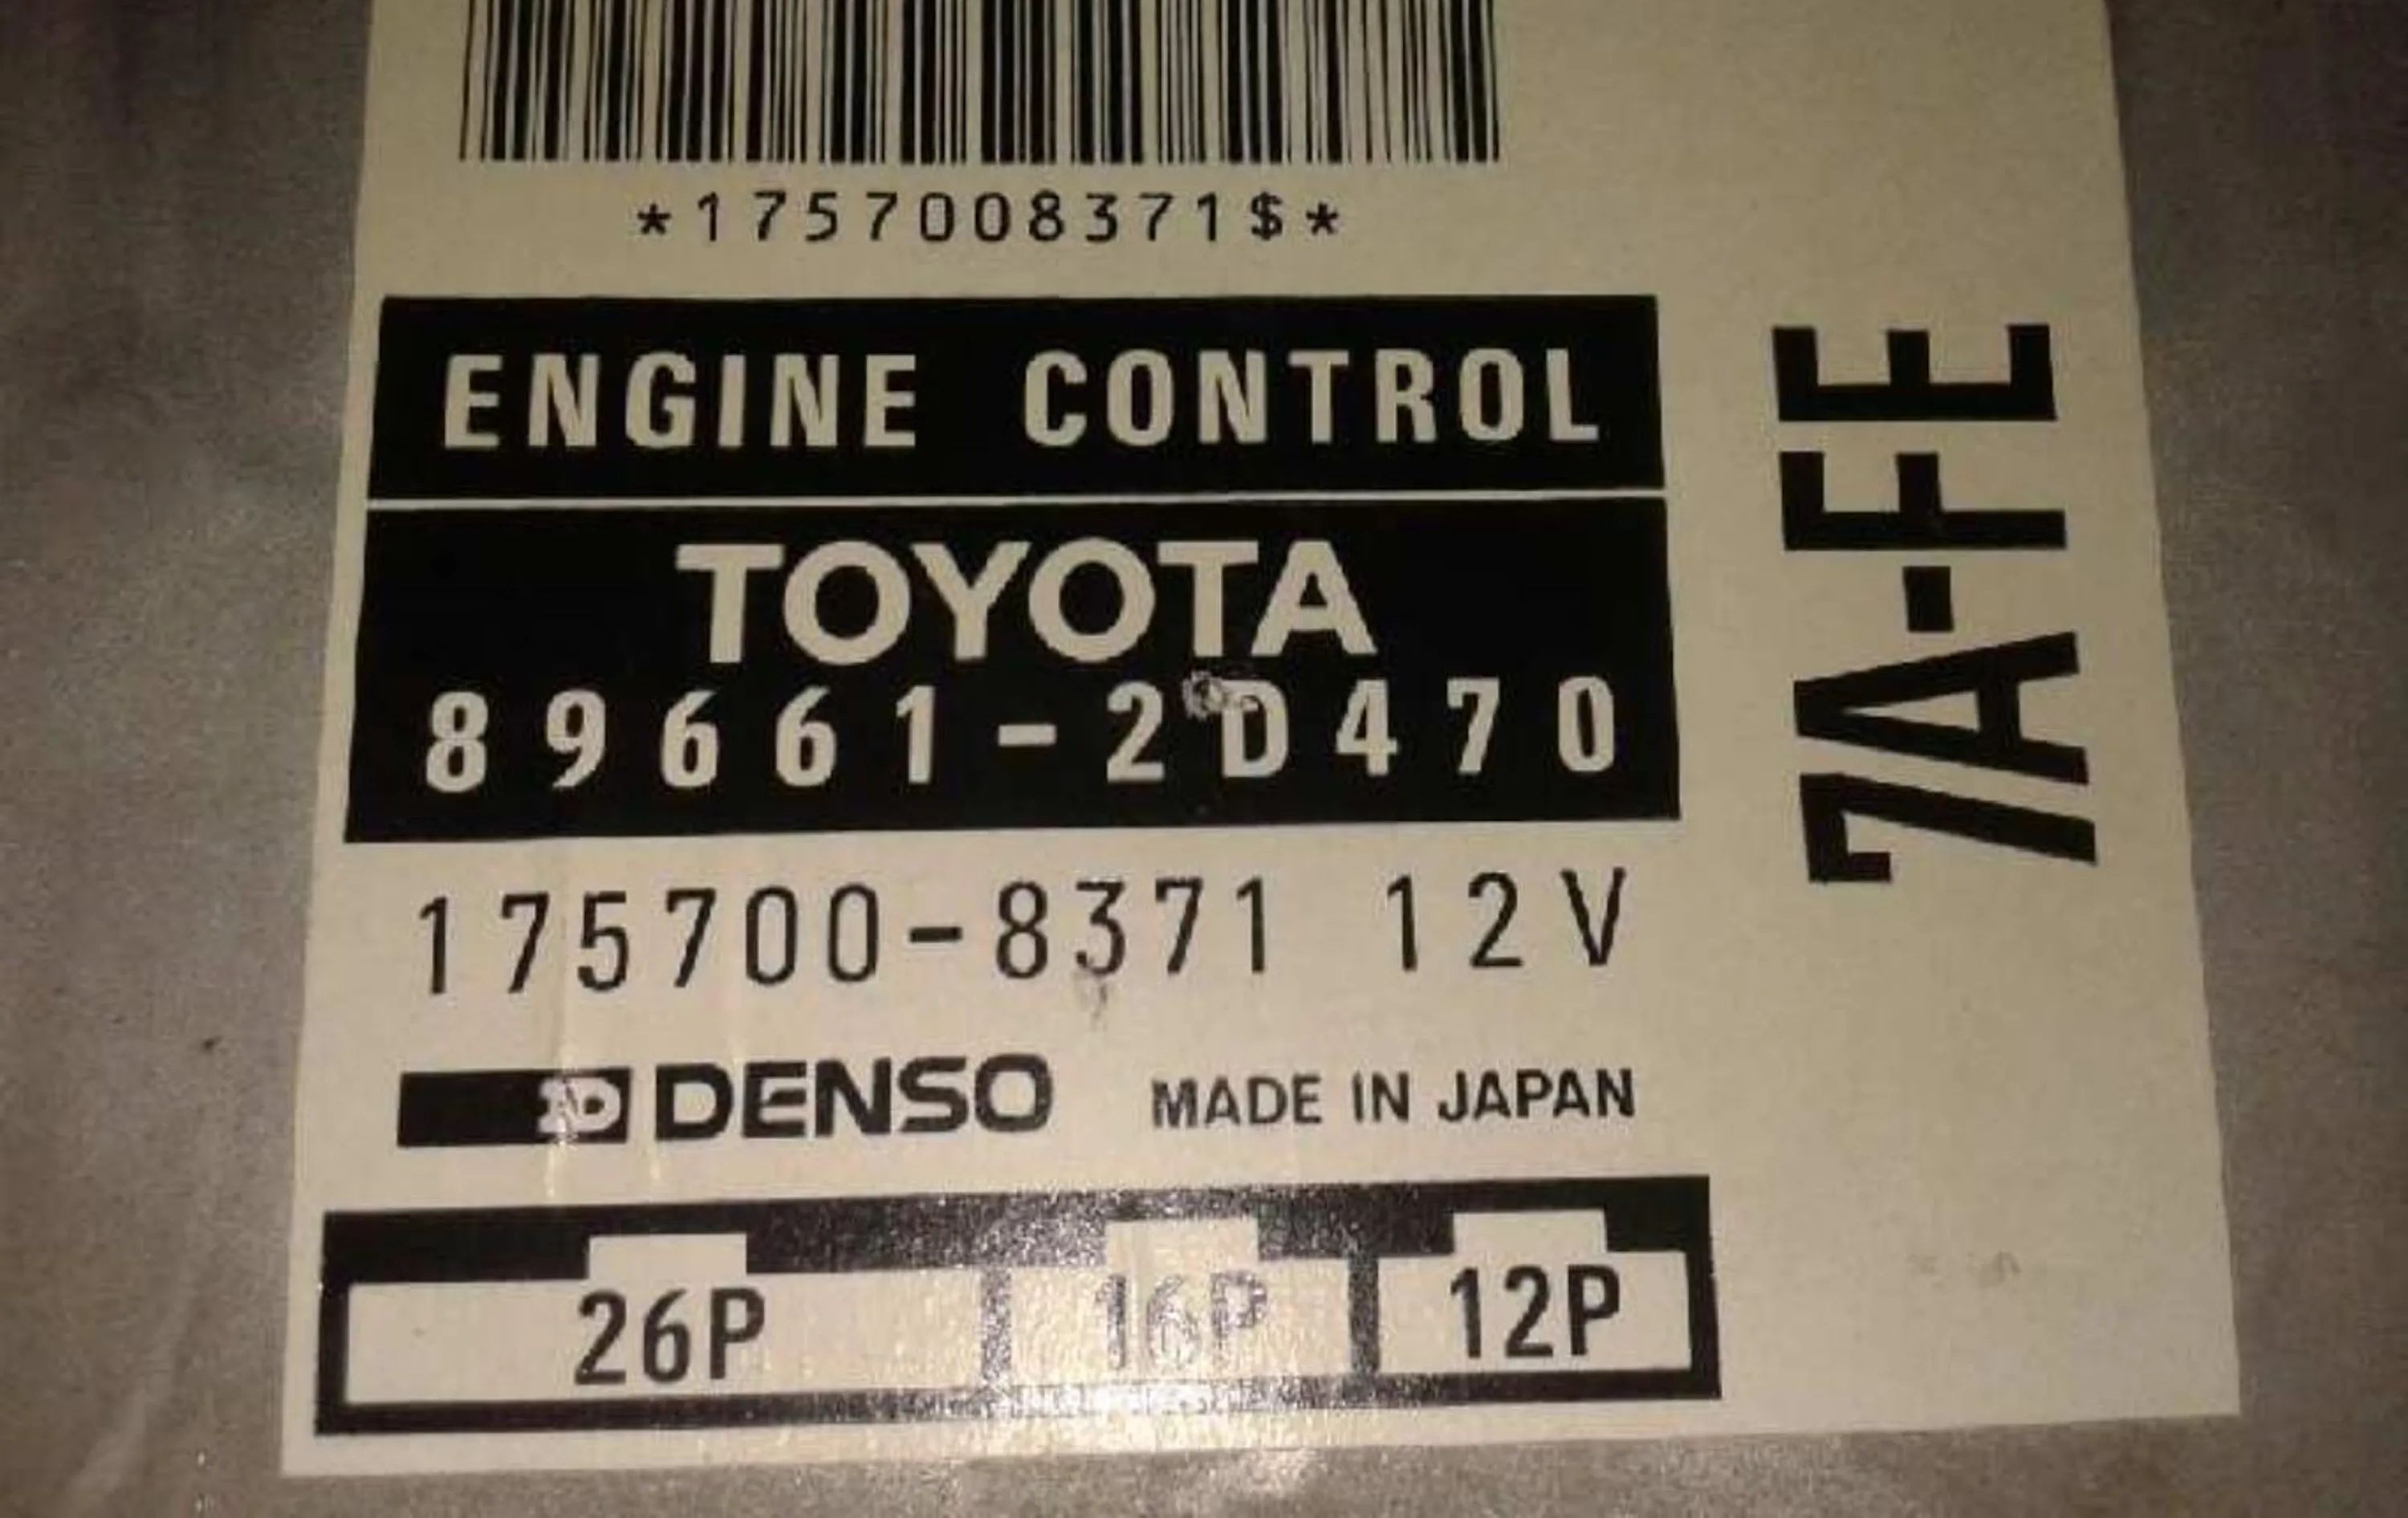 *1757008371$*
ENGINE CONTROL
TOYOTA
89661-2D470
175700-8371 12V
DENSO MADE IN JAPAN
26P 16P 12P
7A-FE